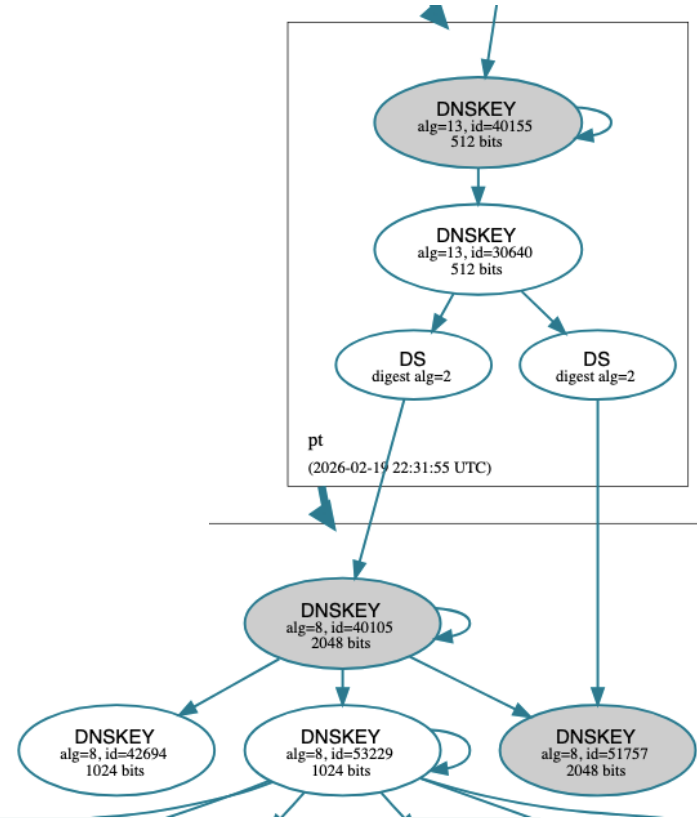 DNSKEY
alg=13, id=40155
512 bits
DNSKEY
alg=13, id=30640
512 bits
DS
digest alg=2
DS
digest alg=2
pt
(2026-02-19 22:31:55 UTC)
DNSKEY
alg=8, id=40105
2048 bits
DNSKEY
alg=8, id=42694
1024 bits
DNSKEY
alg=8, id=53229
1024 bits
DNSKEY
alg=8, id=51757
2048 bits